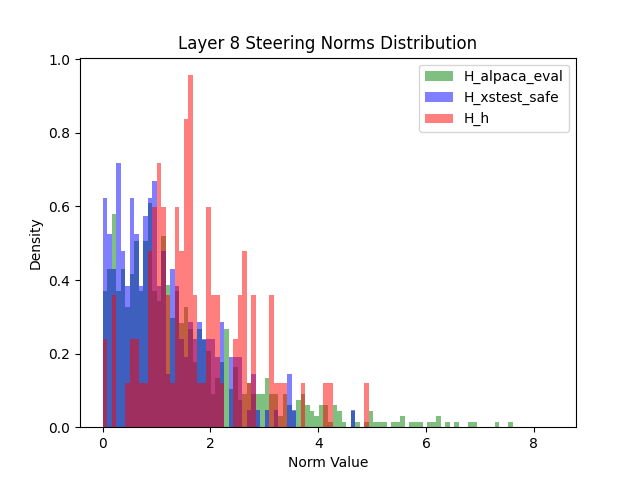 Layer 8 Steering Norms Distribution
H_alpaca_eval
H_xstest_safe
H_h
1.0
0.8
0.6
0.4
0.2
0.0
Density
0
2
4
6
8
Norm Value